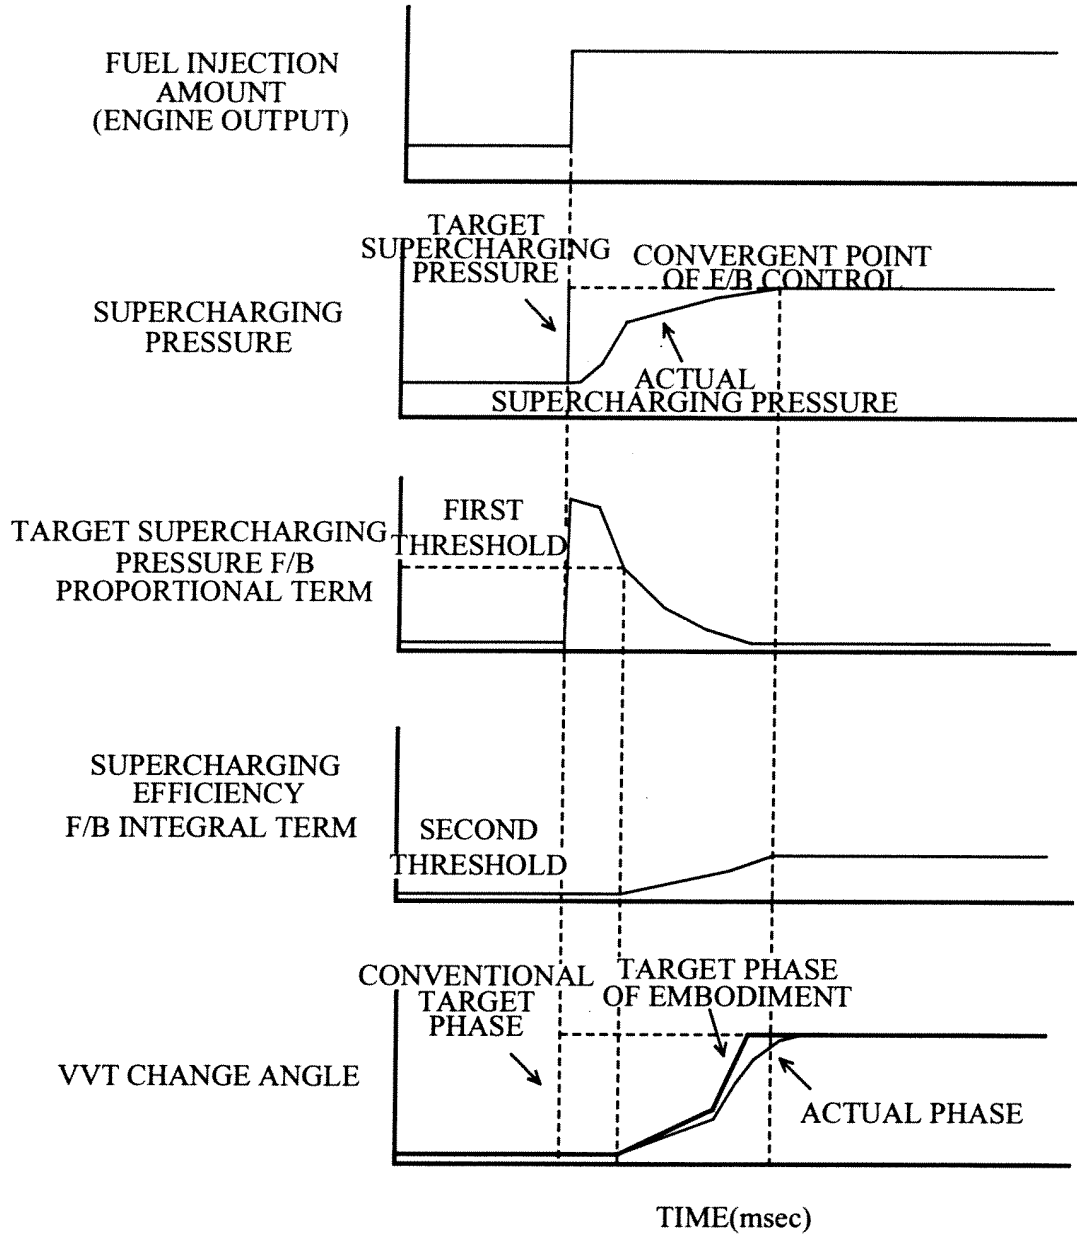 FUEL INJECTION
AMOUNT
(ENGINE OUTPUT)
TARGET
SUPERCHARGING
PRESSURE
CONVERGENT POINT
OF F/B CONTROL
SUPERCHARGING
PRESSURE
ACTUAL
SUPERCHARGING PRESSURE
FIRST
THRESHOLD
TARGET SUPERCHARGING
PRESSURE F/B
PROPORTIONAL TERM
SUPERCHARGING
EFFICIENCY
F/B INTEGRAL TERM
SECOND
THRESHOLD
CONVENTIONAL
TARGET
PHASE
TARGET PHASE
OF EMBODIMENT
VVT CHANGE ANGLE
ACTUAL PHASE
TIME(msec)